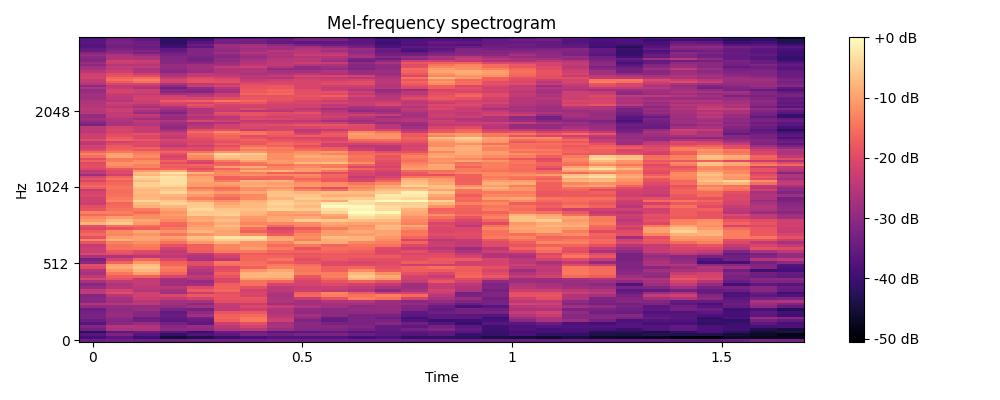 Mel-frequency spectrogram
+0 dB
-10 dB
-20 dB
-30 dB
-40 dB
-50 dB
Hz
2048
1024
512
0
0 0.5 1 1.5
Time